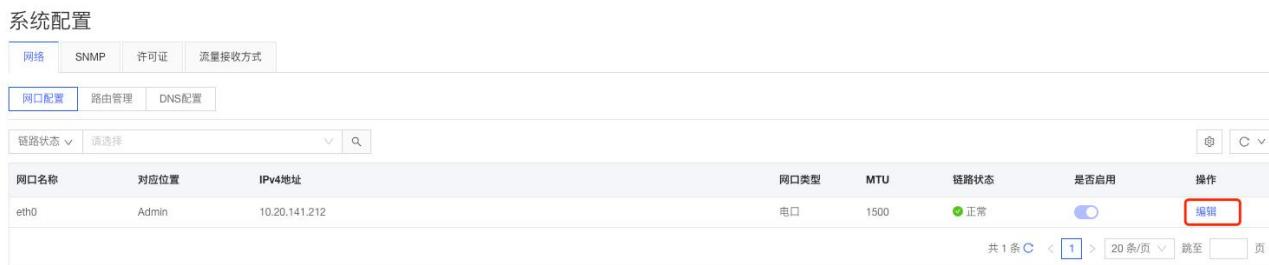 系统配置
网络 SNMP 许可证 流量接收方式
网口配置 路由管理 DNS配置
链路状态 请选择
网口名称 对应位置 IPv4地址 网口类型 MTU 链路状态 是否启用 操作
eth0 Admin 10.20.141.212 电口 1500 正常 编辑
共 1 条 < 1 > 20 条/页 跳至 页